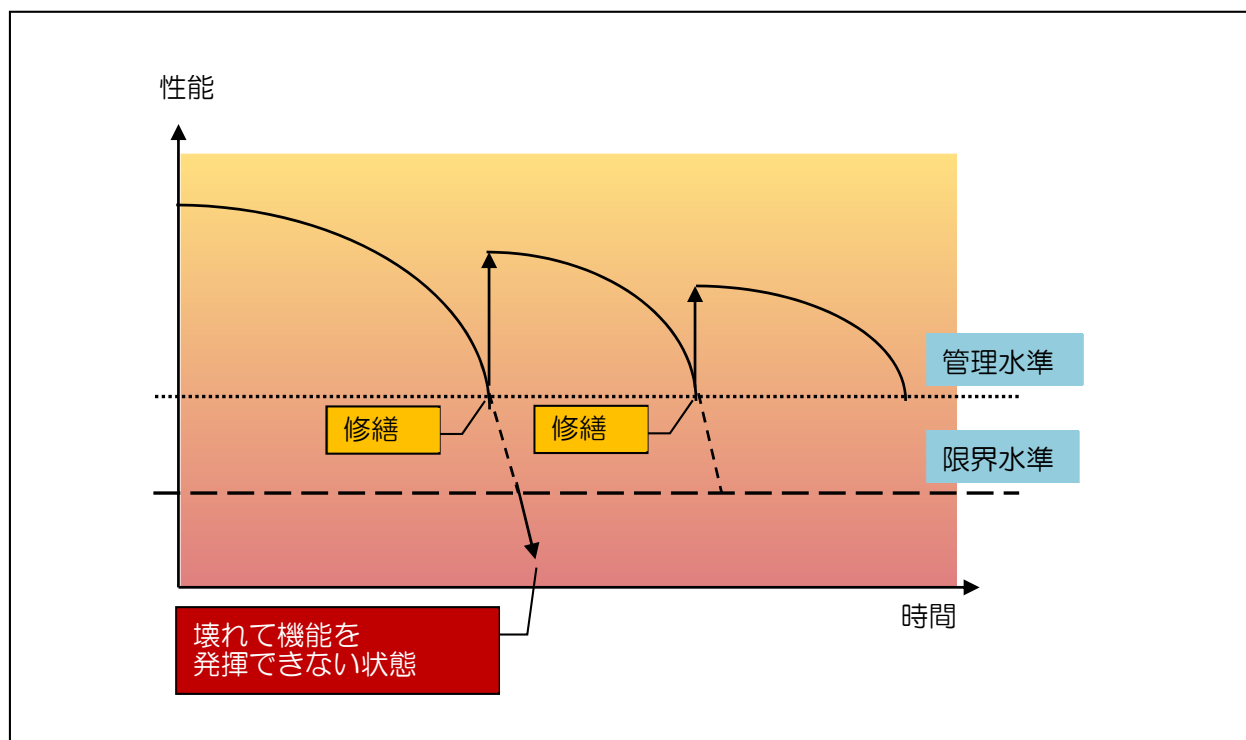 性能
管理水準
修繕
修繕
限界水準
時間
壊れて機能を
発揮できない状態